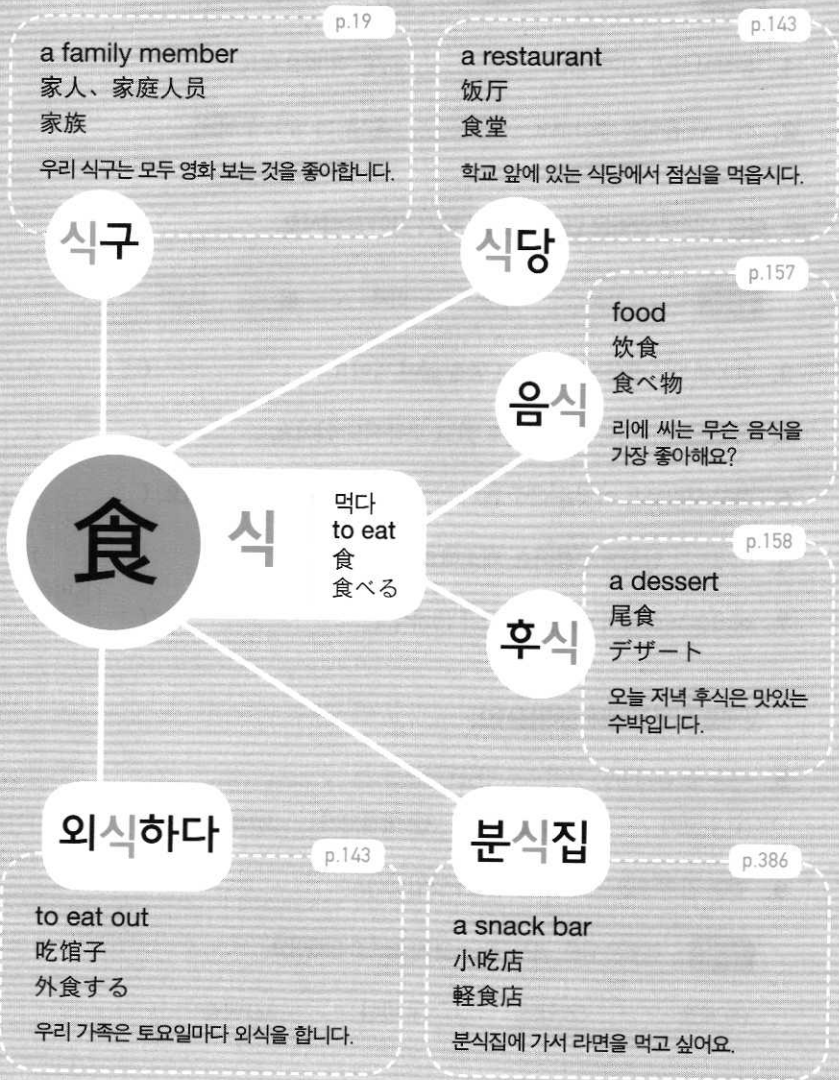 p.19
a family member
家人、家庭人员
家族
우리 식구는 모두 영화 보는 것을 좋아합니다.
식구
p.143
a restaurant
饭厅
食堂
학교 앞에 있는 식당에서 점심을 먹읍시다.
식당
p.157
food
饮食
食べ物
리에 씨는 무슨 음식을
가장 좋아해요?
음식
食
식
먹다
to eat
食
食べる
p.158
a dessert
尾食
デザート
오늘 저녁 후식은 맛있는
수박입니다.
후식
외식하다
p.143
to eat out
吃馆子
外食する
우리 가족은 토요일마다 외식을 합니다.
분식집
p.386
a snack bar
小吃店
軽食店
분식집에 가서 라면을 먹고 싶어요.